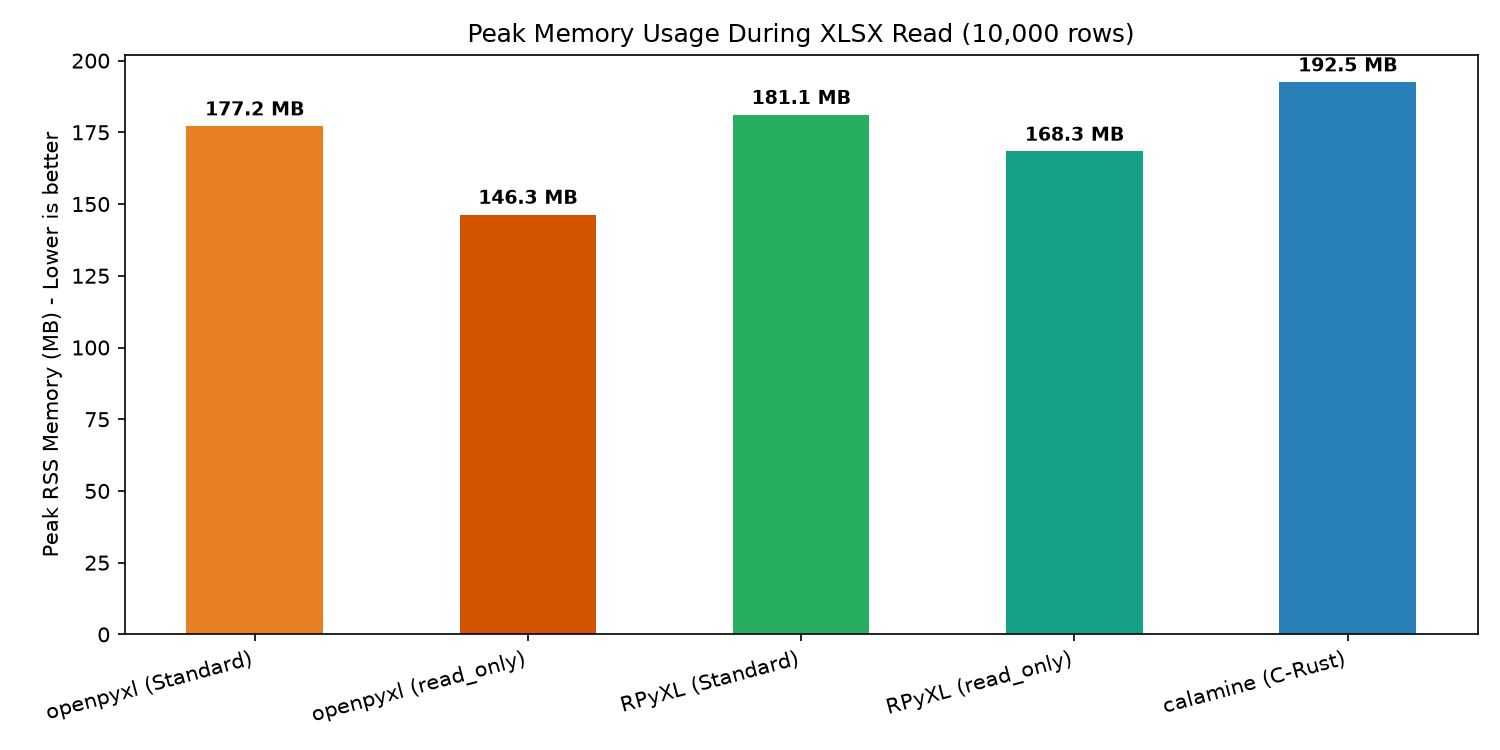 Peak Memory Usage During XLSX Read (10,000 rows)
Peak RSS Memory (MB) - Lower is better
200
175
150
125
100
75
50
25
0
177.2 MB
146.3 MB
181.1 MB
168.3 MB
192.5 MB
openpyxl (Standard)
openpyxl (read_only)
RPyXL (Standard)
RPyXL (read_only)
calamine (C-Rust)